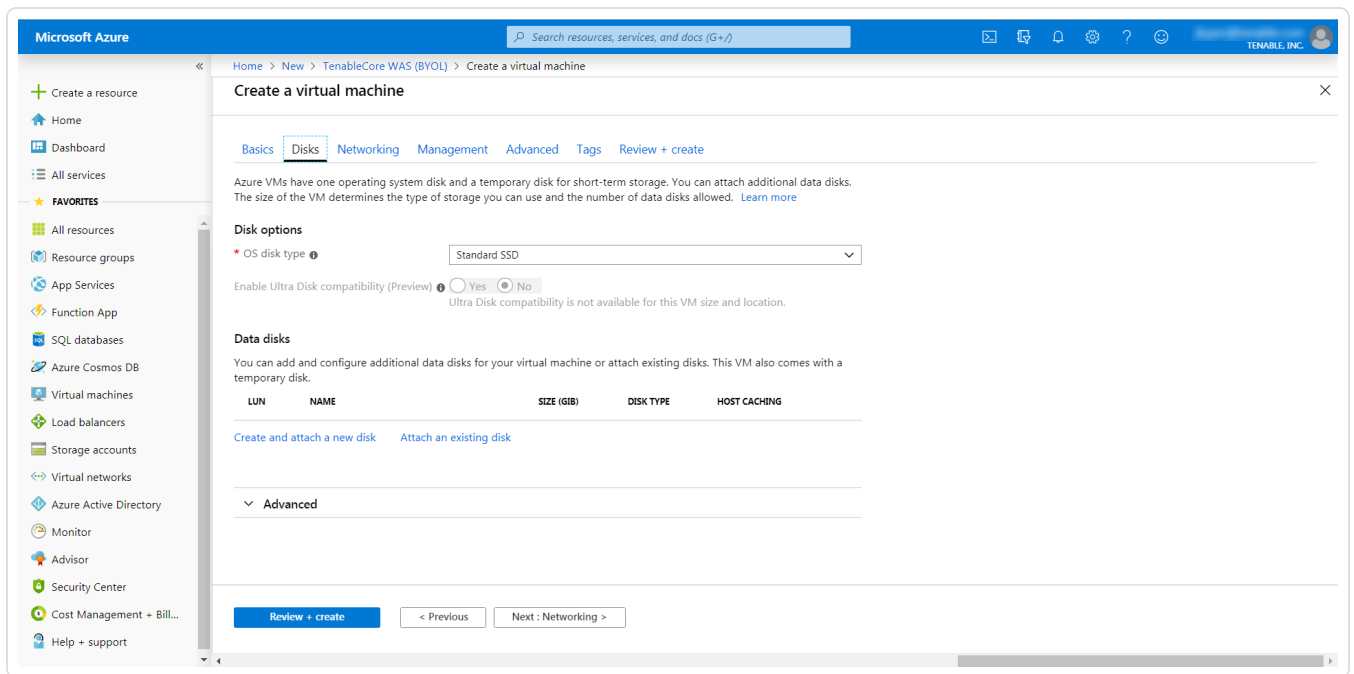 Microsoft Azure
Search resources, services, and docs (G+/)
TENABLE, INC.
«
Home > New > TenableCore WAS (BYOL) > Create a virtual machine
Create a virtual machine
Create a resource
Home
Dashboard
All services
FAVORITES
All resources
Resource groups
App Services
Function App
SQL databases
Azure Cosmos DB
Virtual machines
Load balancers
Storage accounts
Virtual networks
Azure Active Directory
Monitor
Advisor
Security Center
Cost Management + Bill...
Help + support
Basics Disks Networking Management Advanced Tags Review + create
Azure VMs have one operating system disk and a temporary disk for short-term storage. You can attach additional data disks.
The size of the VM determines the type of storage you can use and the number of data disks allowed. Learn more
Disk options
* OS disk type Standard SSD
Enable Ultra Disk compatibility (Preview) Yes No
Ultra Disk compatibility is not available for this VM size and location.
Data disks
You can add and configure additional data disks for your virtual machine or attach existing disks. This VM also comes with a
temporary disk.
LUN NAME SIZE (GIB) DISK TYPE HOST CACHING
Create and attach a new disk Attach an existing disk
Advanced
Review + create < Previous Next : Networking >